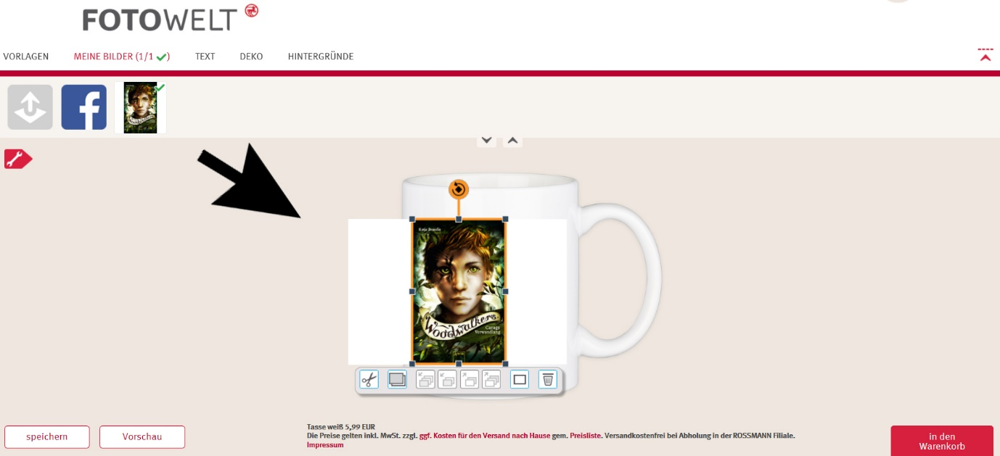 FOTOWELT
VORLAGEN MEINE BILDER (1/1 ) TEXT DEKO HINTERGRÜNDE
Katja Brandis
Woodwalkers
Carags
Verwandlung
speichern Vorschau
Tasse weiß 5,99 EUR
Die Preise gelten inkl. MwSt. zzgl. ggf. Kosten für den Versand nach Hause gem. Preisliste. Versandkostenfrei bei Abholung in der ROSSMANN Filiale.
Impressum
in den
Warenkorb